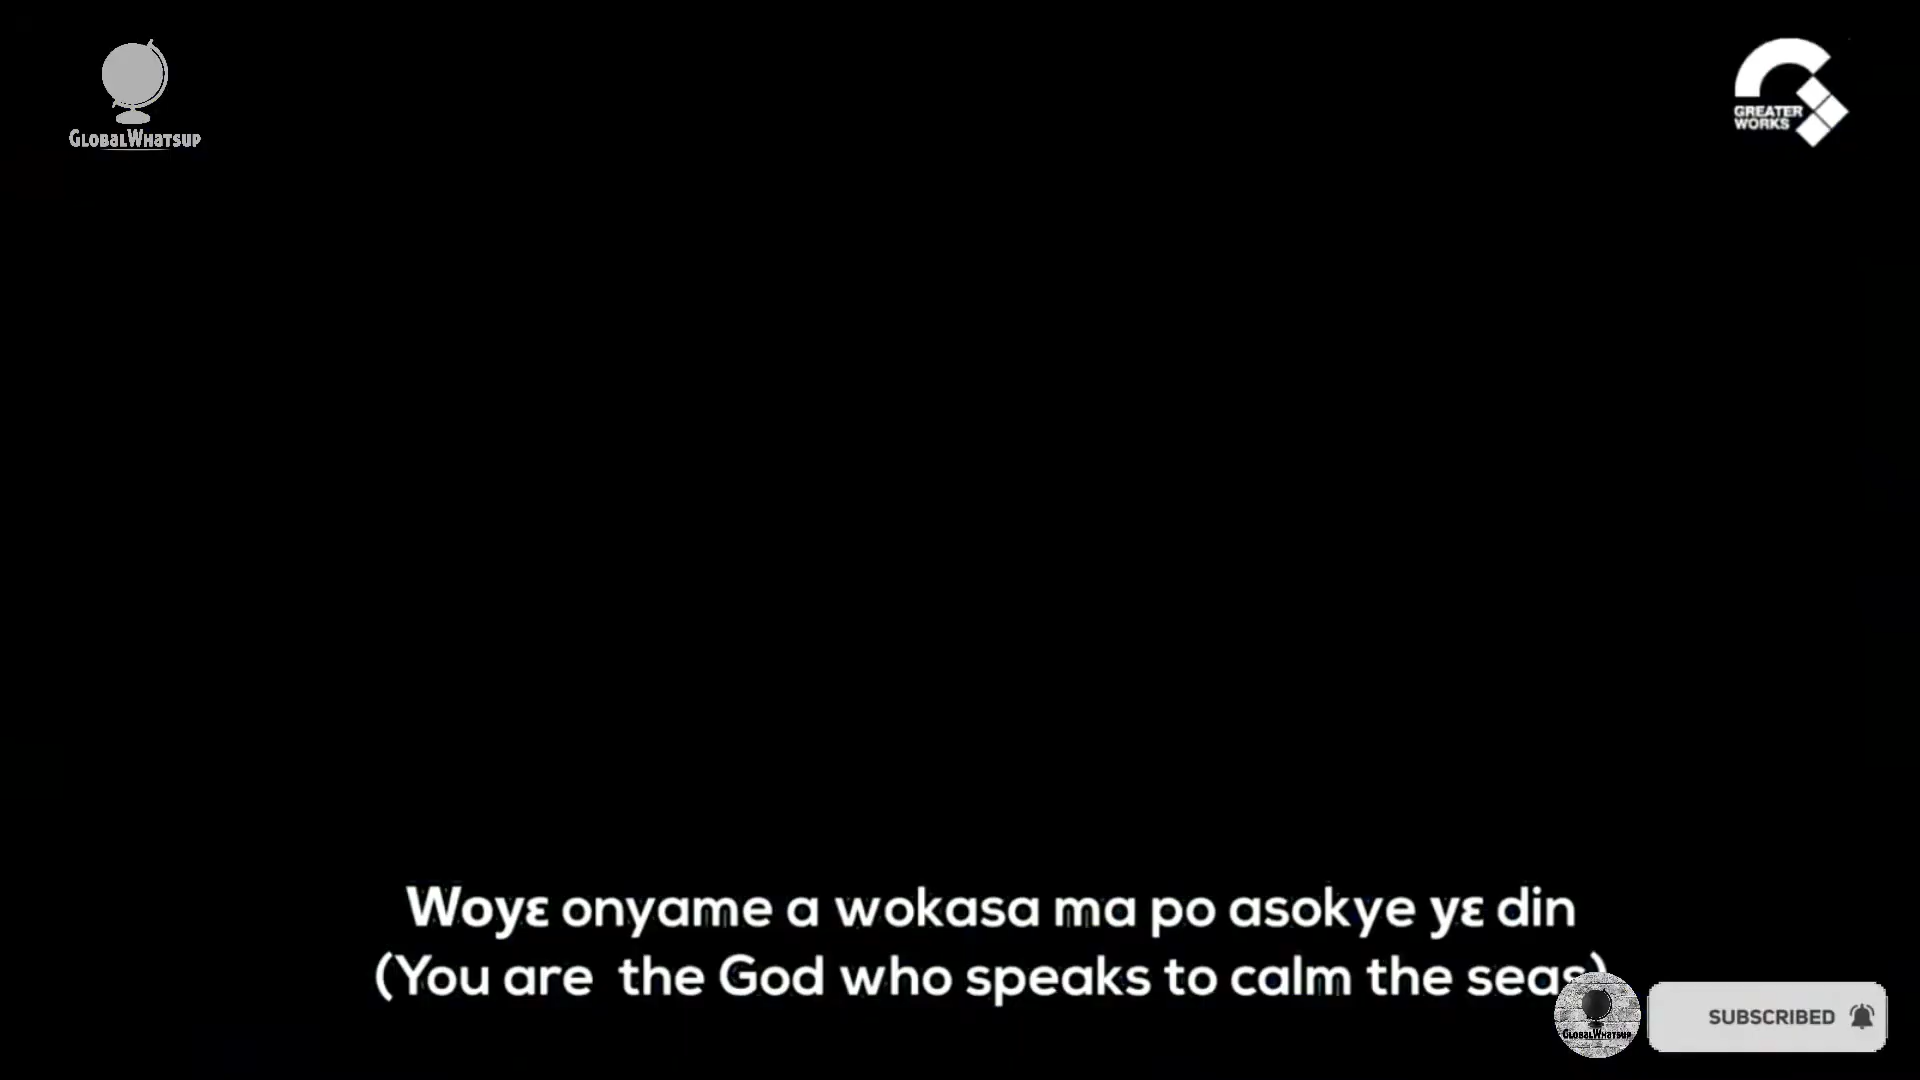 GLOBALWHATSUP
GREATER
WORKS
Woyɛ onyame a wokasa ma po asokye yɛ din
(You are the God who speaks to calm the seas)
GLOBALWHATSUP
SUBSCRIBED